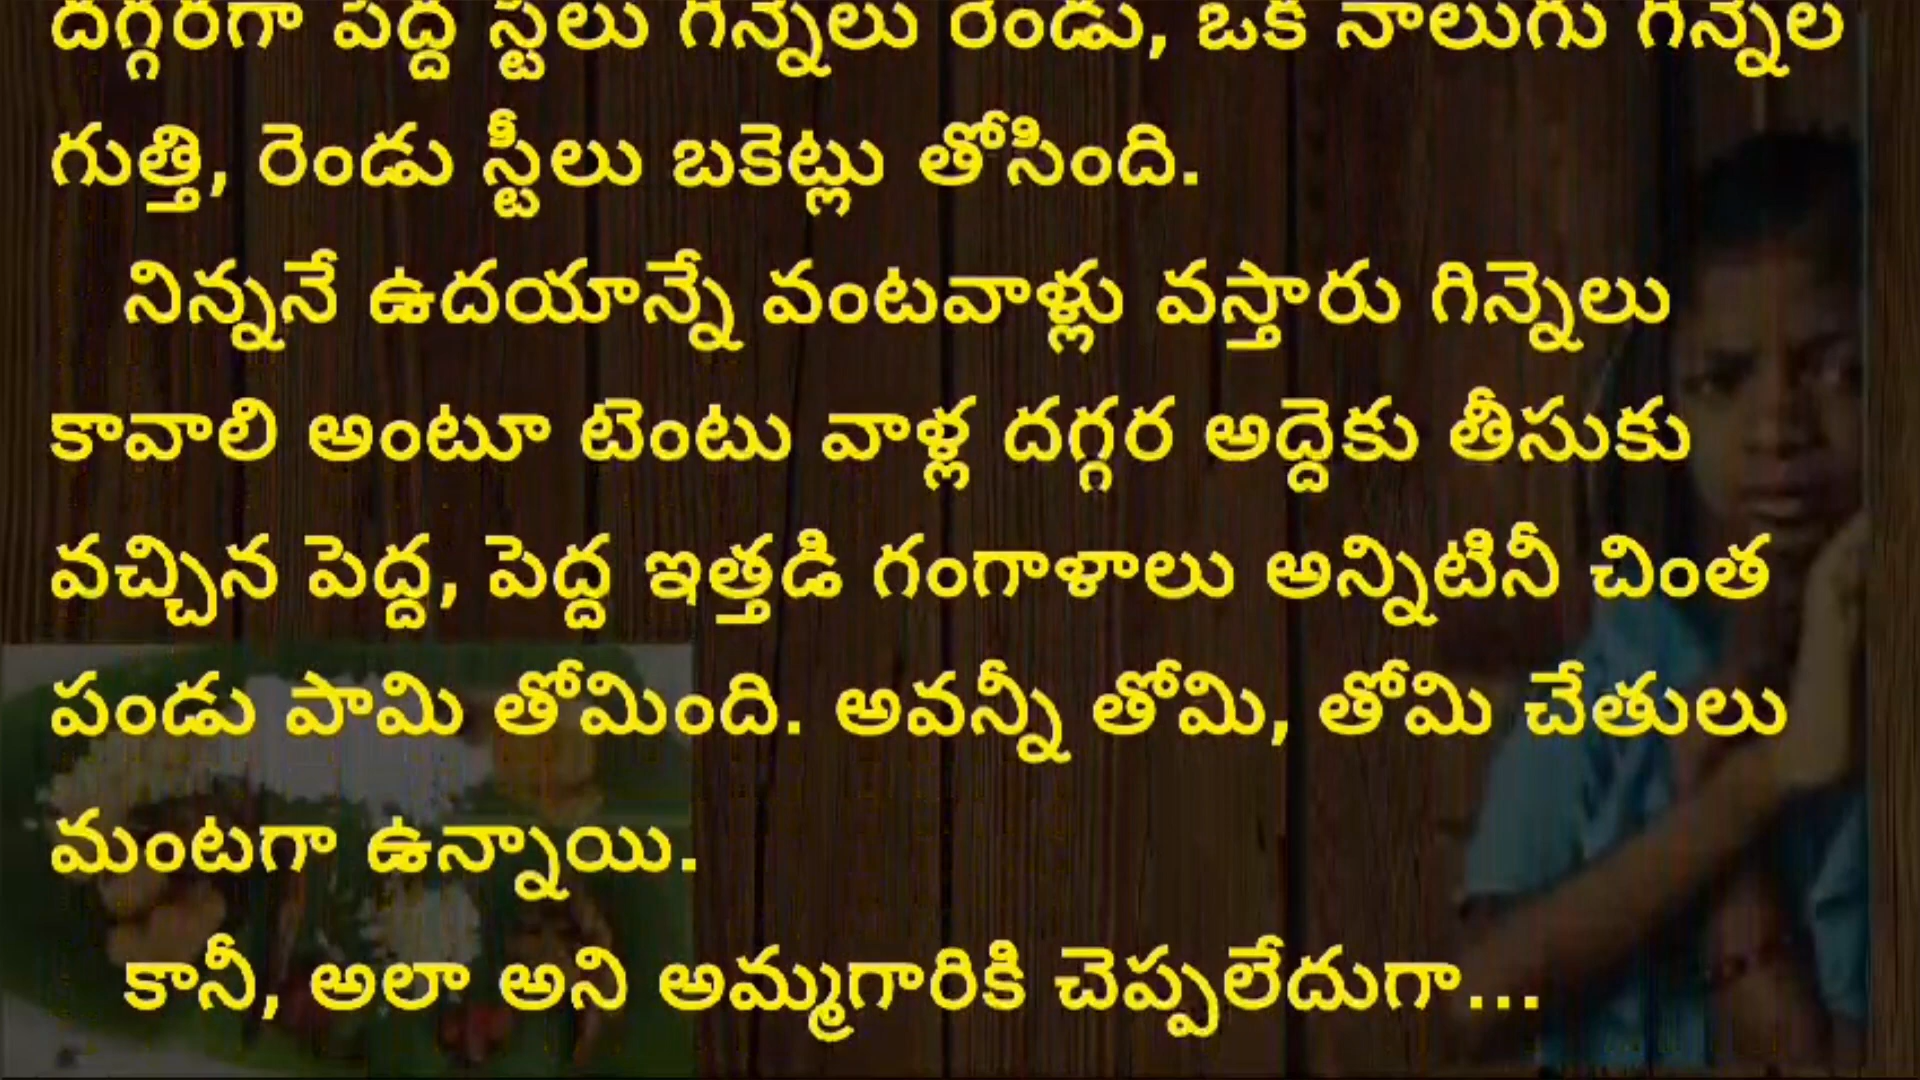 దగ్గరగా పెద్ద స్టీలు గిన్నెలు రెండు, ఒక నాలుగు గిన్నెల
గుత్తి, రెండు స్టీలు బకెట్లు తోసింది.
నిన్ననే ఉదయాన్నే వంటవాళ్లు వస్తారు గిన్నెలు
కావాలి అంటూ టెంటు వాళ్ల దగ్గర అద్దెకు తీసుకు
వచ్చిన పెద్ద, పెద్ద ఇత్తడి గంగాళాలు అన్నిటినీ చింత
పండు పామి తోమింది. అవన్నీ తోమి, తోమి చేతులు
మంటగా ఉన్నాయి.
కానీ, అలా అని అమ్మగారికి చెప్పలేదుగా...